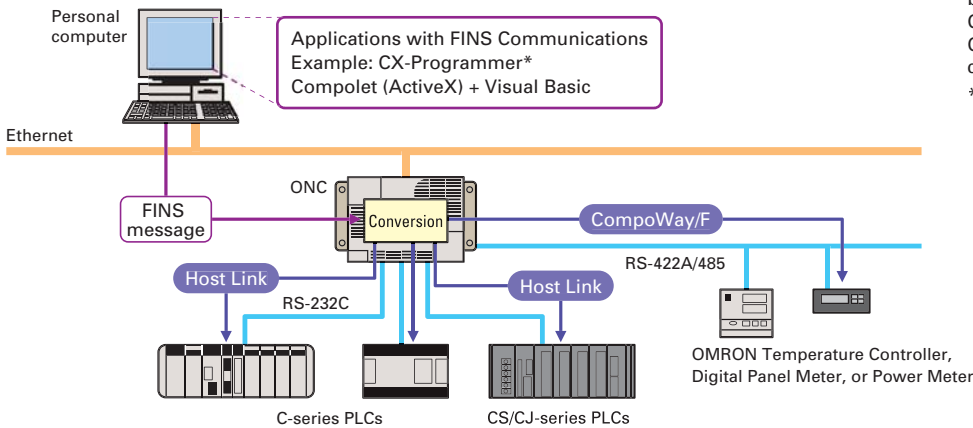 Personal
computer
Applications with FINS Communications
Example: CX-Programmer*
Compolet (ActiveX) + Visual Basic
Ethernet
ONC
FINS
message
Conversion
CompoWay/F
RS-422A/485
Host Link
Host Link
RS-232C
OMRON Temperature Controller,
Digital Panel Meter, or Power Meter
C-series PLCs
CS/CJ-series PLCs